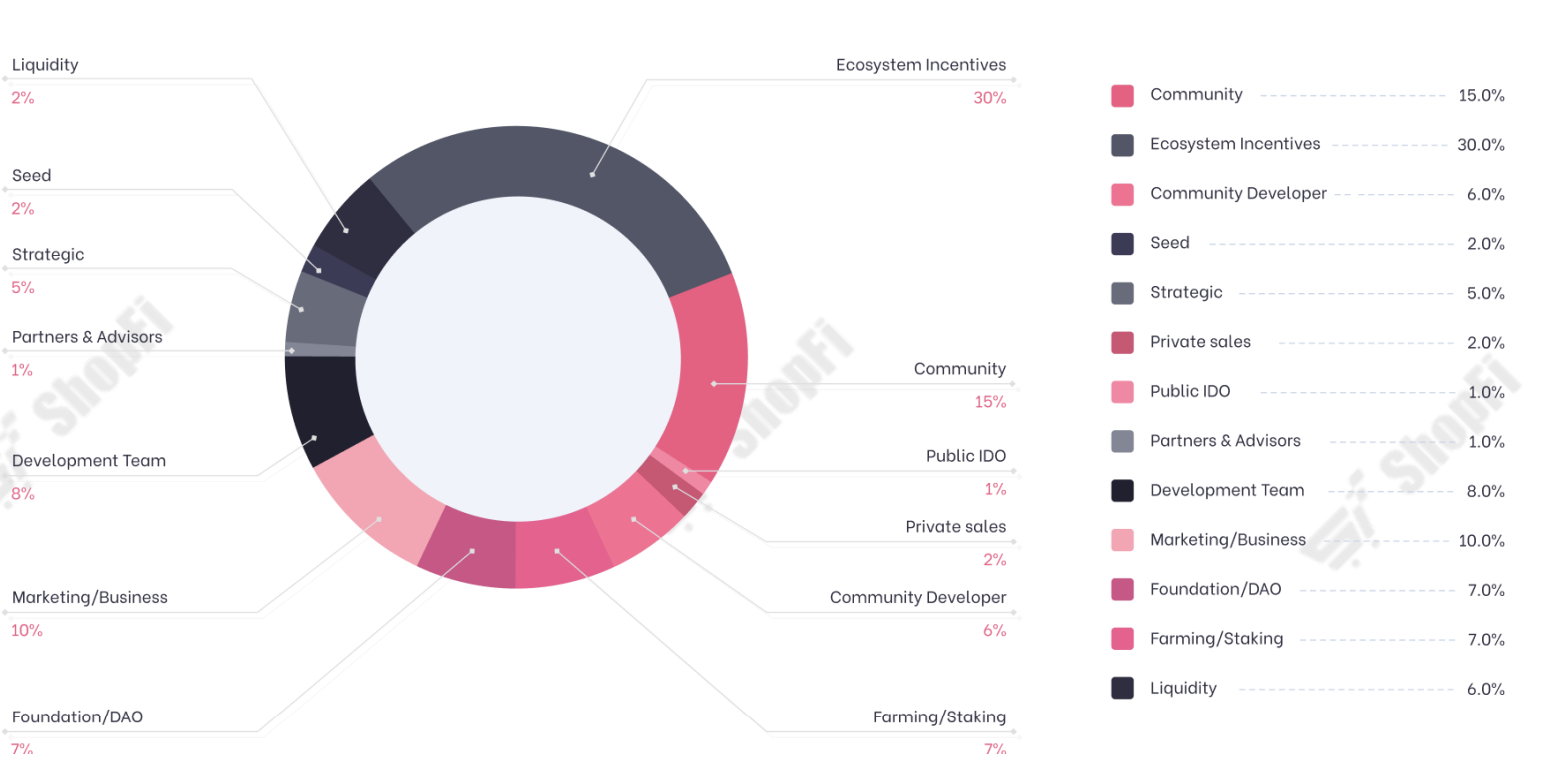 Liquidity
2%
Seed
2%
Strategic
5%
Partners & Advisors
1%
Development Team
8%
Marketing/Business
10%
Foundation/DAO
7%
Ecosystem Incentives
30%
Community
15%
Public IDO
1%
Private sales
2%
Community Developer
6%
Farming/Staking
7%
Community 15.0%
Ecosystem Incentives 30.0%
Community Developer 6.0%
Seed 2.0%
Strategic 5.0%
Private sales 2.0%
Public IDO 1.0%
Partners & Advisors 1.0%
Development Team 8.0%
Marketing/Business 10.0%
Foundation/DAO 7.0%
Farming/Staking 7.0%
Liquidity 6.0%
ShopFi
ShopFi
ShopFi